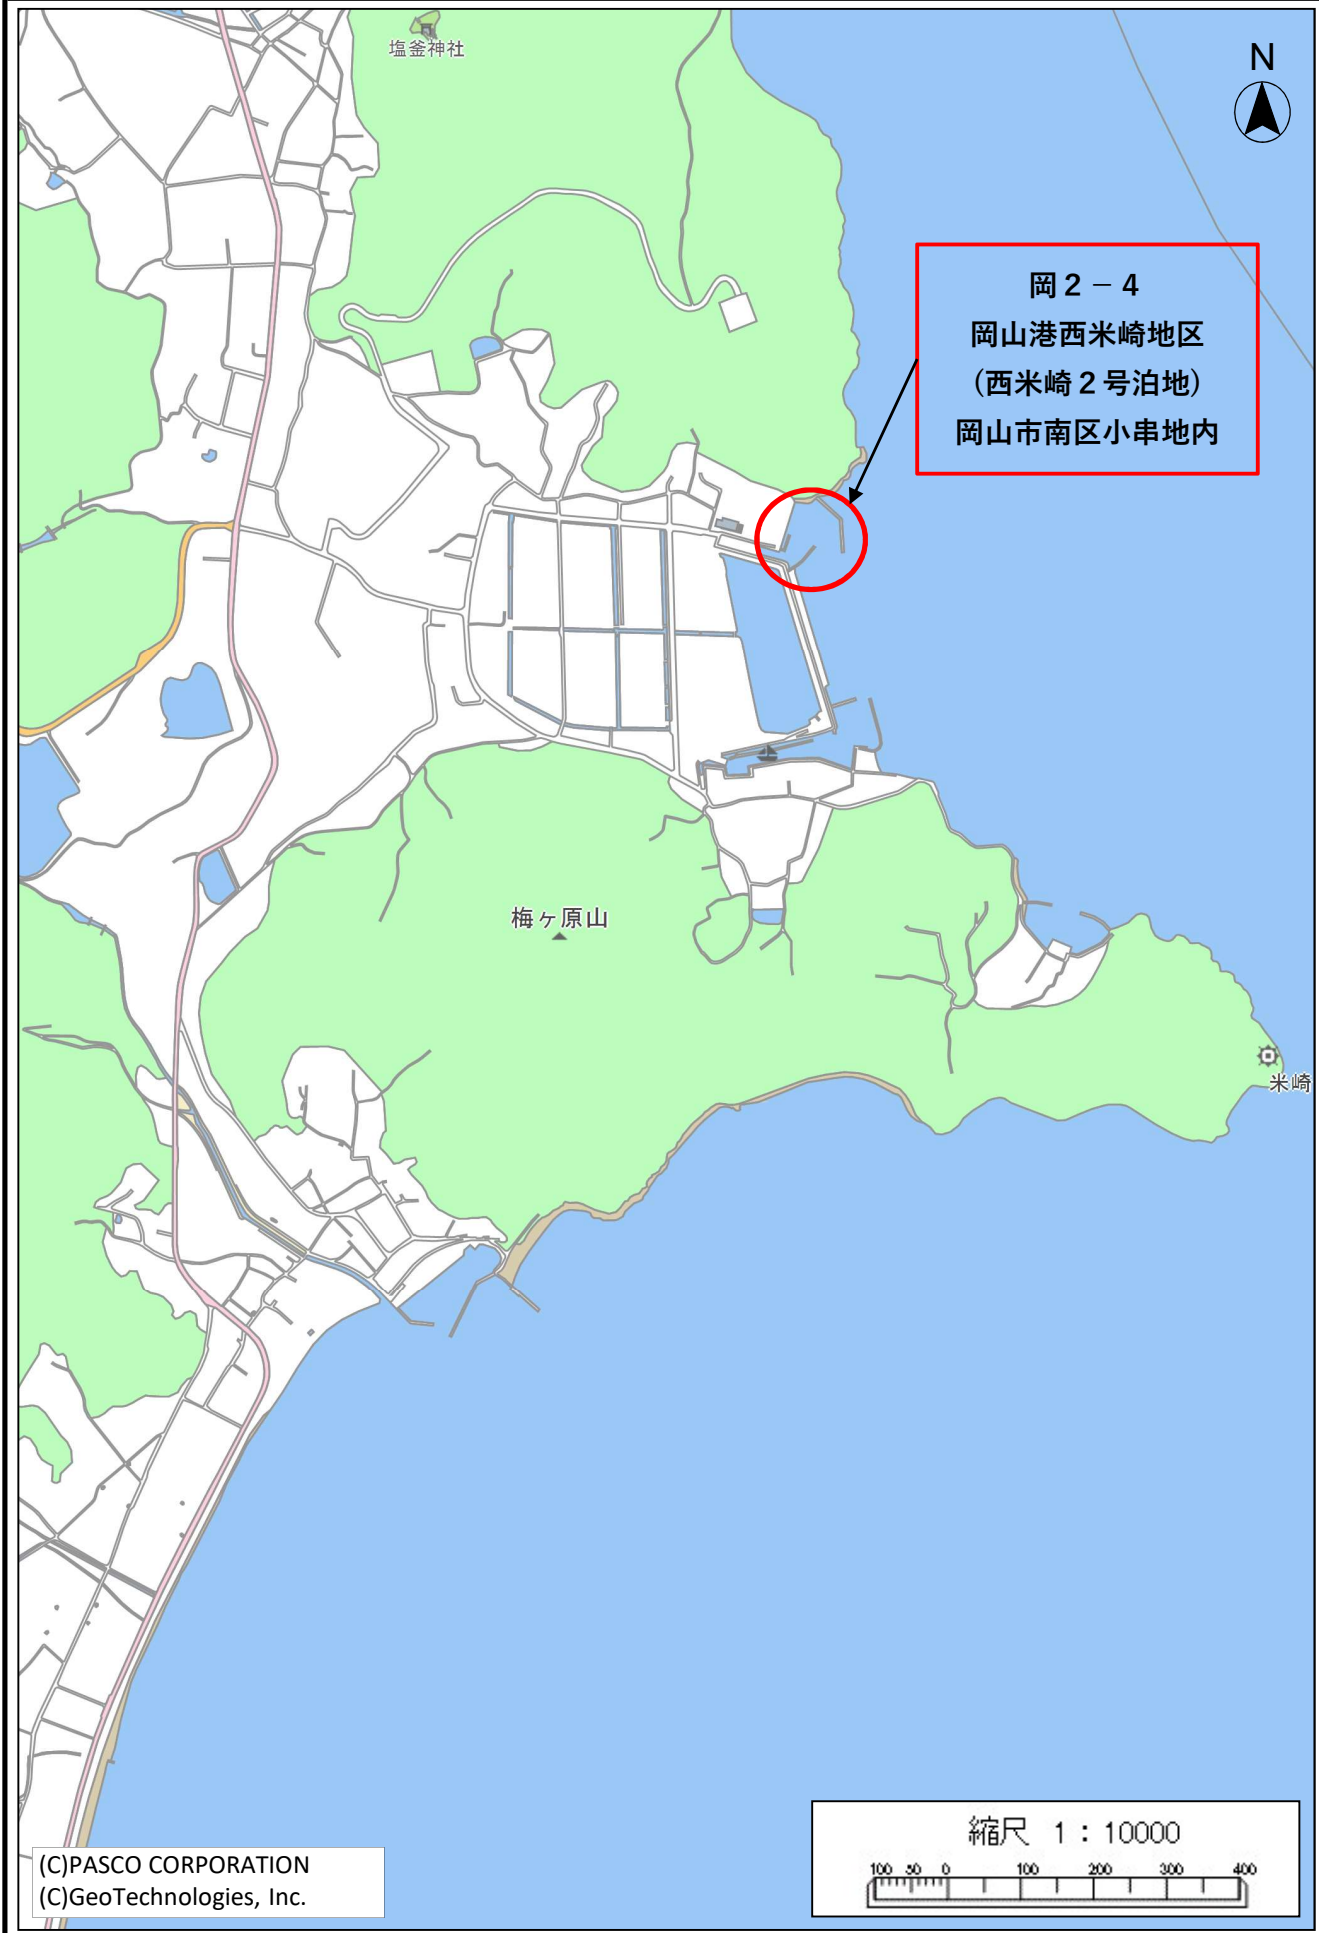 塩釜神社
N
岡2－4
岡山港西米崎地区
(西米崎2号泊地)
岡山市南区小串地内
梅ヶ原山
米崎
縮尺 1：10000
100 50 0 100 200 300 400
(C)PASCO CORPORATION
(C)GeoTechnologies, Inc.